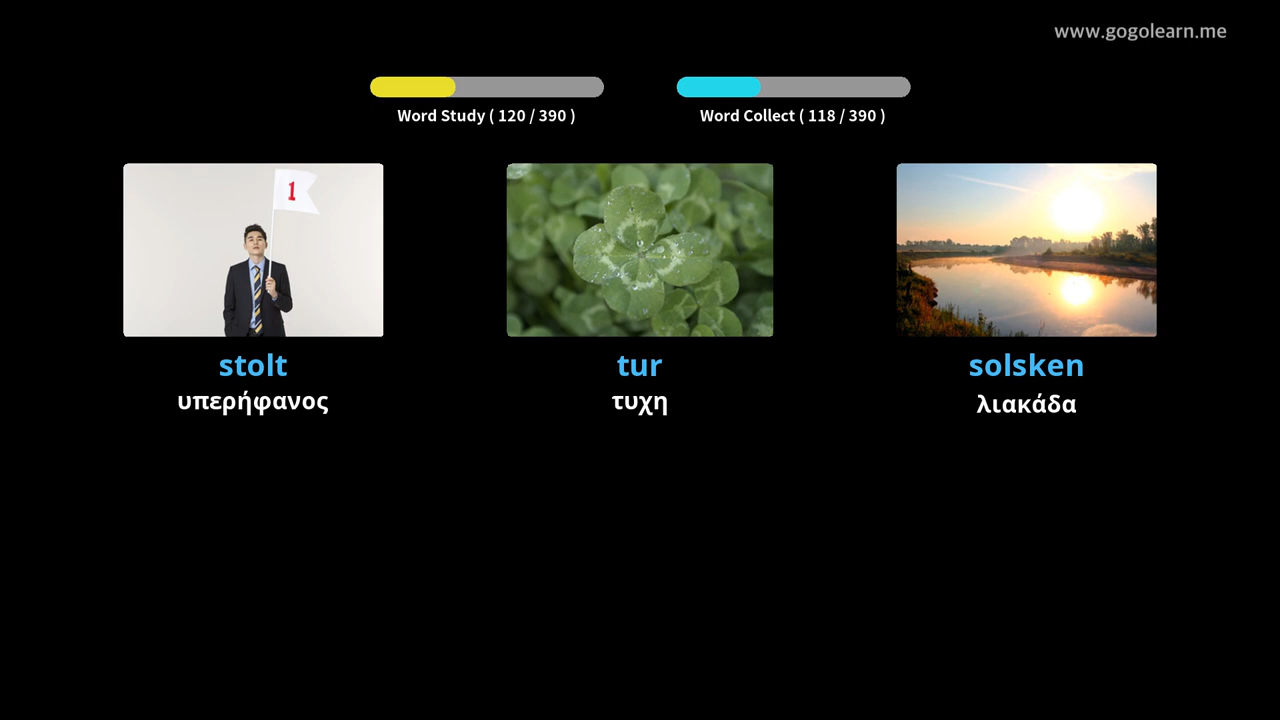 www.gogolearn.me
Word Study ( 120 / 390 )
Word Collect ( 118 / 390 )
1
stolt
υπερήφανος
tur
τυχη
solsken
λιακάδα